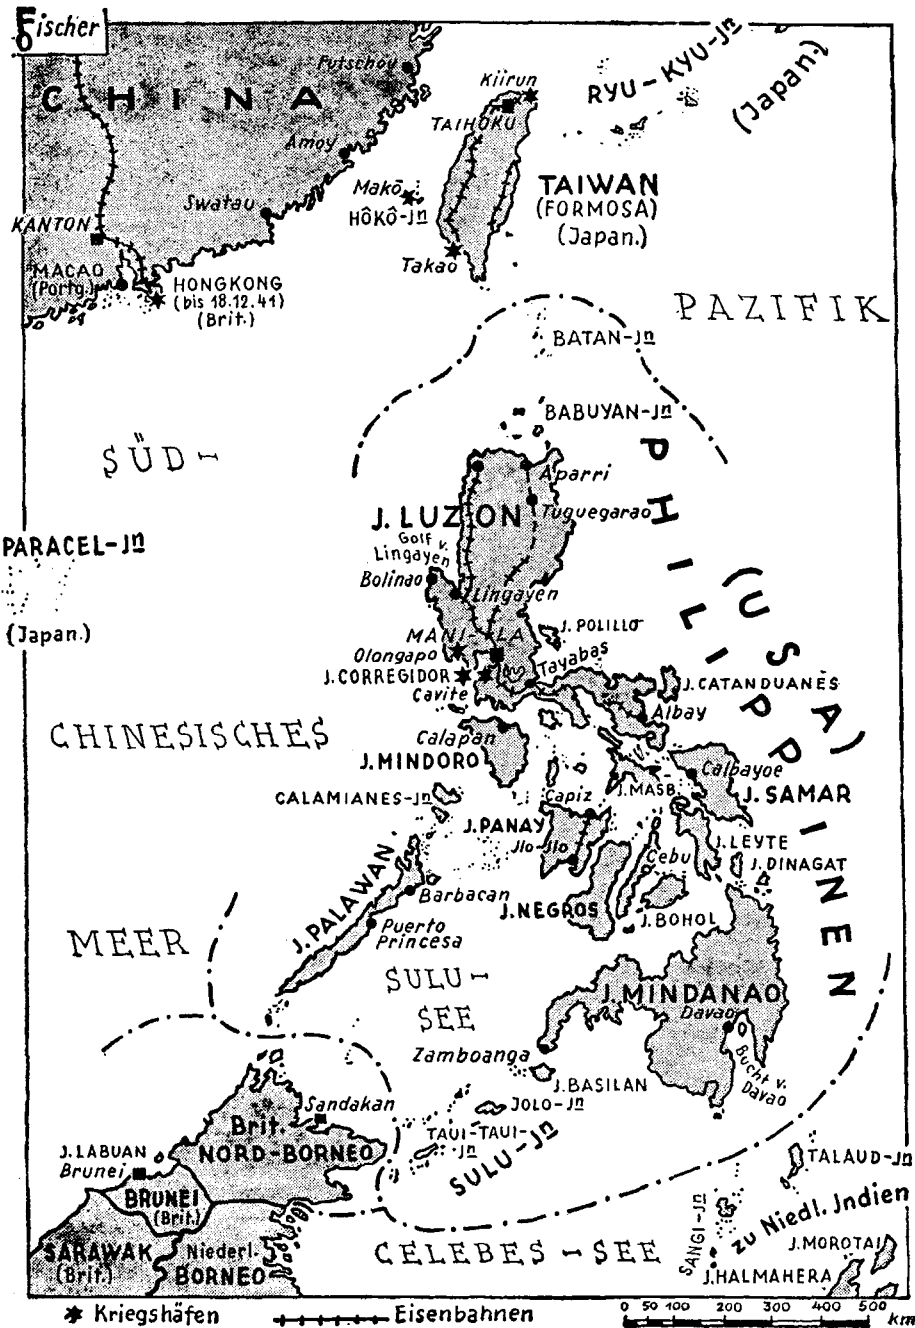 Fischer
CHINA
Futschou
Kiirun
RYU-KYU-Jn
(Japan.)
TAIHOKU
Amoy
Makō
HÔKÔ-Jn
TAIWAN
(FORMOSA)
(Japan.)
Swatau
KANTON
Takao
MACAO
(Portg.)
HONGKONG
(bis 18.12.41)
(Brit.)
PAZIFIK
BATAN-Jn
BABUYAN-Jn
SÜD-
Aparri
J. LUZON
Tuguegarao
PHILIPPINEN
(USA)
PARACEL-Jn
(Japan.)
Golf v.
Lingayen
Bolinao
Lingayen
MANILA
J. POLILLO
Olongapo
Tayabas
J. CORREGIDOR
Cavite
J. CATANDUANES
Albay
CHINESISCHES
Calapan
J. MINDORO
Calbayoe
CALAMIANES-Jn
J. MASB.
J. SAMAR
Capiz
J. PANAY
Jlo-Jlo
J. LEYTE
Cebu
J. DINAGAT
J. PALAWAN
Barbacan
J. NEGROS
J. BOHOL
Puerto
Princesa
MEER
SULU-
SEE
J. MINDANAO
Davao
Zamboanga
Bucht v.
Davao
J. BASILAN
JOLO-Jn
Sandakan
Brit.
NORD-BORNEO
TAUI-TAUI-
Jn
SULU-Jn
J. LABUAN
Brunei
TALAUD-Jn
BRUNEI
(Brit.)
SANGI-Jn
zu Niedl. Jndien
SARAWAK
(Brit.)
Niederl.
BORNEO
CELEBES-SEE
J. MOROTAI
J. HALMAHERA
Kriegshäfen
Eisenbahnen
0 50 100 200 300 400 500
km